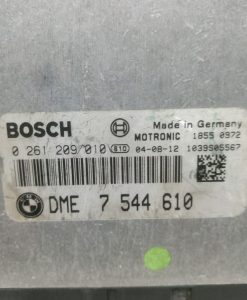 BOSCH
Made in Germany
MOTRONIC 1855 0972
0 261 209 010 810 04-08-12 1039S05567
DME 7 544 610